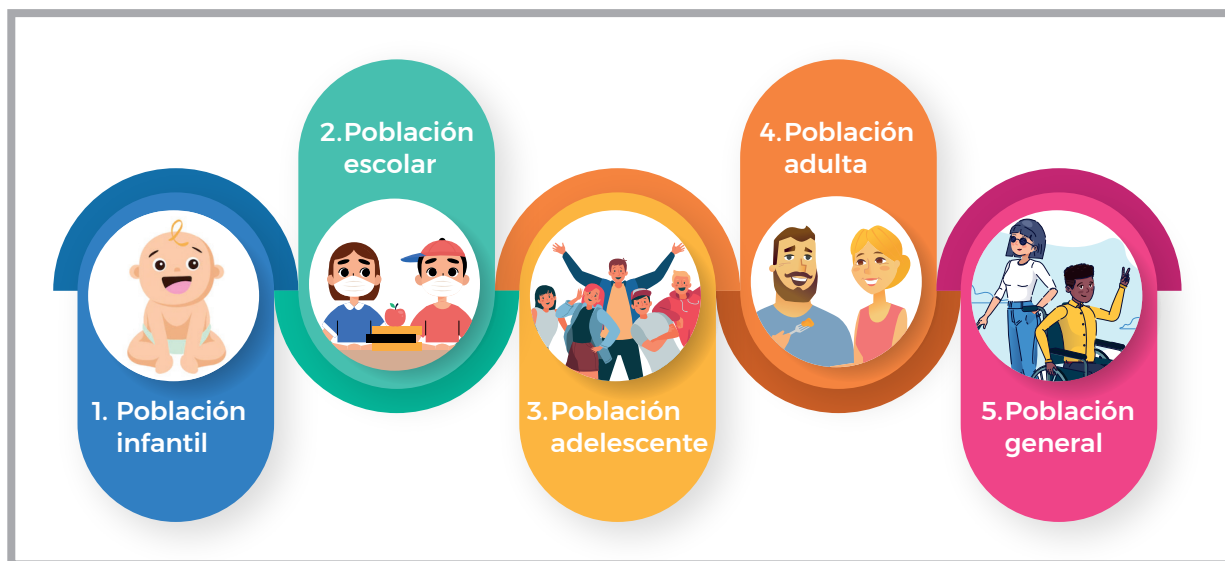 1. Población
infantil
2.Población
escolar
3.Población
adelescente
4.Población
adulta
5.Población
general